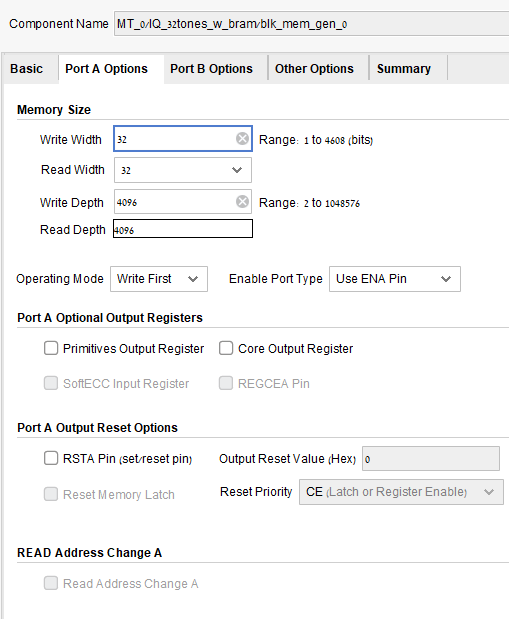 Component Name MT_0/IQ_32tones_w_bram/blk_mem_gen_0
Basic Port A Options Port B Options Other Options Summary
Memory Size
Write Width 32 Range: 1 to 4608 (bits)
Read Width 32
Write Depth 4096 Range: 2 to 1048576
Read Depth 4096
Operating Mode Write First Enable Port Type Use ENA Pin
Port A Optional Output Registers
Primitives Output Register Core Output Register
SoftECC Input Register REGCEA Pin
Port A Output Reset Options
RSTA Pin (set/reset pin) Output Reset Value (Hex) 0
Reset Memory Latch Reset Priority CE (Latch or Register Enable)
READ Address Change A
Read Address Change A